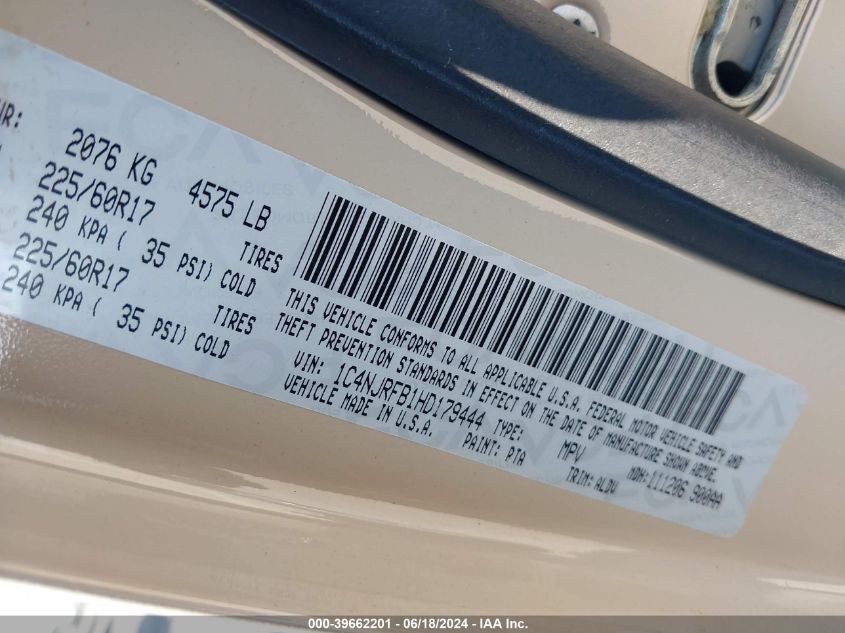 WR:
2076 KG 4575 LB
225/60R17 TIRES
240 KPA ( 35 PSI) COLD
225/60R17 TIRES
240 KPA ( 35 PSI) COLD
THIS VEHICLE CONFORMS TO ALL APPLICABLE U.S.A. FEDERAL MOTOR VEHICLE SAFETY AND
THEFT PREVENTION STANDARDS IN EFFECT ON THE DATE OF MANUFACTURE SHOWN ABOVE.
VIN: 1C4NJRFB1HD179444 TYPE: MPV MDH:111206 900AA
VEHICLE MADE IN U.S.A. PAINT: PTA TRIM: ALDV
000-39662201 - 06/18/2024 - IAA Inc.